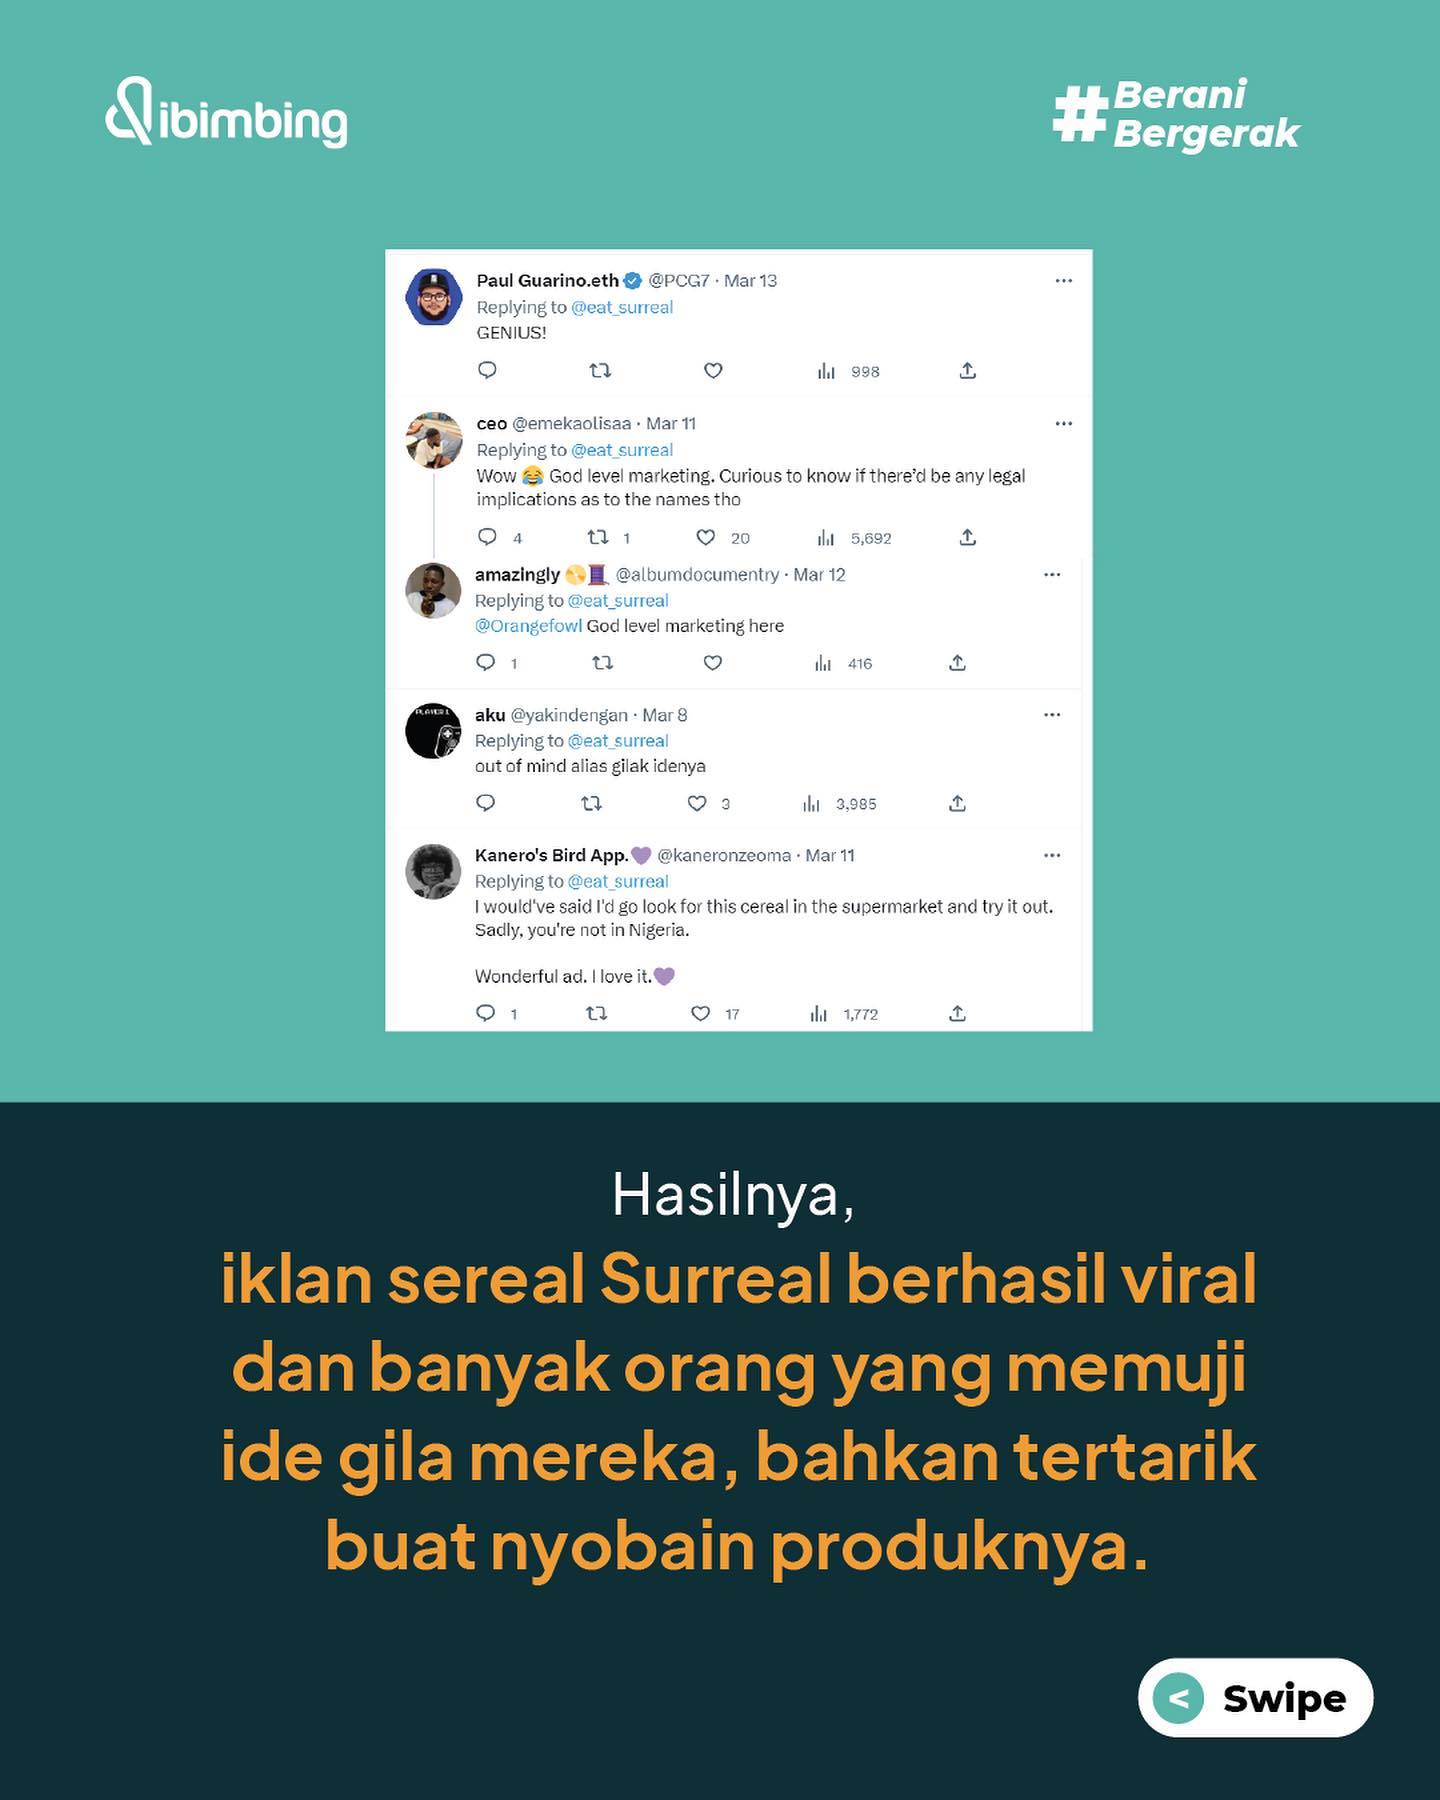 dibimbing
#Berani
Bergerak
Paul Guarino.eth @PCG7 · Mar 13
Replying to @eat_surreal
GENIUS!
998
ceo @emekaolisaa · Mar 11
Replying to @eat_surreal
Wow 😂 God level marketing. Curious to know if there’d be any legal
implications as to the names tho
4 1 20 5,692
amazingly @albumdocumentry · Mar 12
Replying to @eat_surreal
@Orangefowl God level marketing here
1 416
PLAYER 1
aku @yakindengan · Mar 8
Replying to @eat_surreal
out of mind alias gilak idenya
3 3,985
Kanero's Bird App.💜 @kaneronzeoma · Mar 11
Replying to @eat_surreal
I would've said I'd go look for this cereal in the supermarket and try it out.
Sadly, you're not in Nigeria.
Wonderful ad. I love it.💜
1 17 1,772
Hasilnya,
iklan sereal Surreal berhasil viral
dan banyak orang yang memuji
ide gila mereka, bahkan tertarik
buat nyobain produknya.
< Swipe